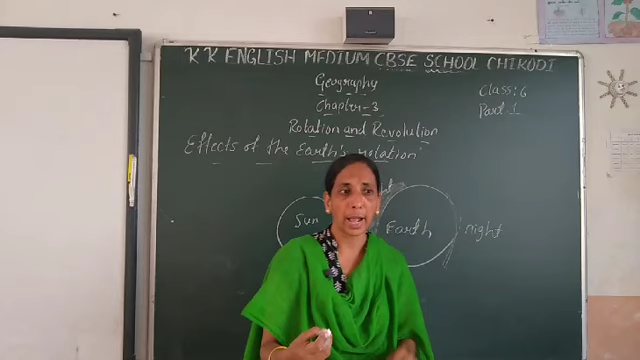 K K ENGLISH MEDIUM CBSE SCHOOL CHIKODI
Geography
Class: 6
Chapter - 3
Part 1
Rotation and Revolution
Effects of the Earth's rotation
Sun
Earth
night